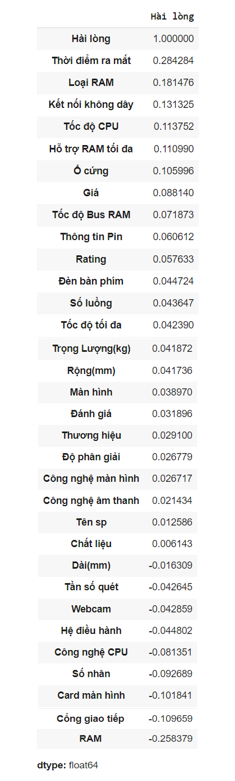 Hài lòng
Hài lòng 1.000000
Thời điểm ra mắt 0.284284
Loại RAM 0.181476
Kết nối không dây 0.131325
Tốc độ CPU 0.113752
Hỗ trợ RAM tối đa 0.110990
Ổ cứng 0.105996
Giá 0.088140
Tốc độ Bus RAM 0.071873
Thông tin Pin 0.060612
Rating 0.057633
Đèn bàn phím 0.044724
Số luồng 0.043647
Tốc độ tối đa 0.042390
Trọng Lượng(kg) 0.041872
Rộng(mm) 0.041736
Màn hình 0.038970
Đánh giá 0.031896
Thương hiệu 0.029100
Độ phân giải 0.026779
Công nghệ màn hình 0.026717
Công nghệ âm thanh 0.021434
Tên sp 0.012586
Chất liệu 0.006143
Dài(mm) -0.016309
Tần số quét -0.042645
Webcam -0.042859
Hệ điều hành -0.044802
Công nghệ CPU -0.081351
Số nhân -0.092689
Card màn hình -0.101841
Cổng giao tiếp -0.109659
RAM -0.258379
dtype: float64